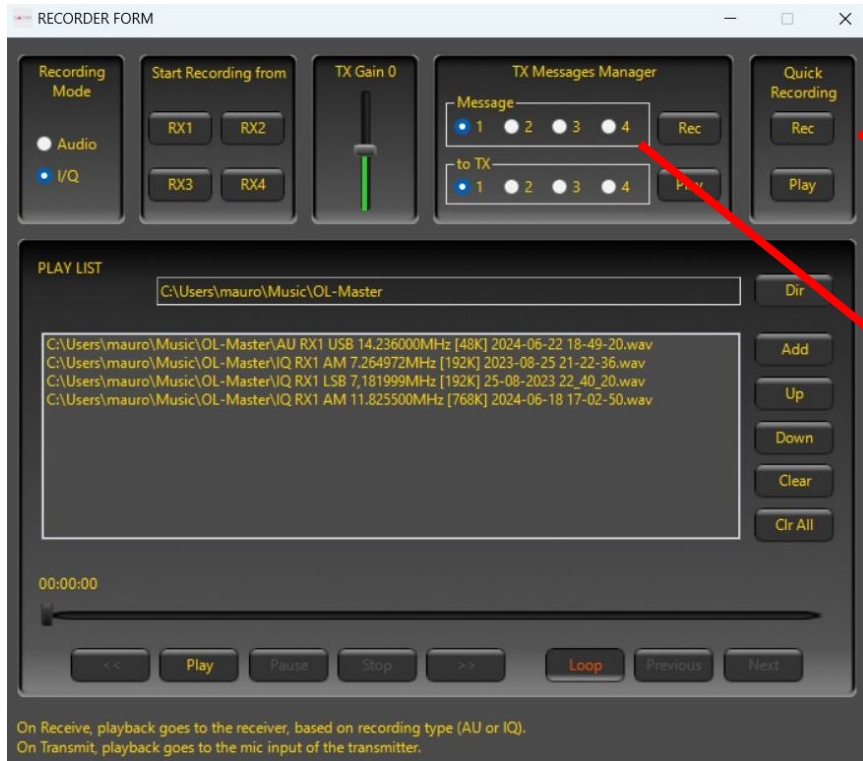 RECORDER FORM
Recording
Mode
Audio
I/Q
Start Recording from
RX1 RX2
RX3 RX4
TX Gain 0
TX Messages Manager
Message
1 2 3 4 Rec
to TX
1 2 3 4 Play
Quick
Recording
Rec
Play
PLAY LIST
C:\Users\mauro\Music\OL-Master Dir
C:\Users\mauro\Music\OL-Master\AU RX1 USB 14.236000MHz [48K] 2024-06-22 18-49-20.wav
C:\Users\mauro\Music\OL-Master\IQ RX1 AM 7.264972MHz [192K] 2023-08-25 21-22-36.wav
C:\Users\mauro\Music\OL-Master\IQ RX1 LSB 7,181999MHz [192K] 25-08-2023 22_40_20.wav
C:\Users\mauro\Music\OL-Master\IQ RX1 AM 11.825500MHz [768K] 2024-06-18 17-02-50.wav
Add
Up
Down
Clear
Clr All
00:00:00
<< Play Pause Stop >> Loop Previous Next
On Receive, playback goes to the receiver, based on recording type (AU or IQ).
On Transmit, playback goes to the mic input of the transmitter.